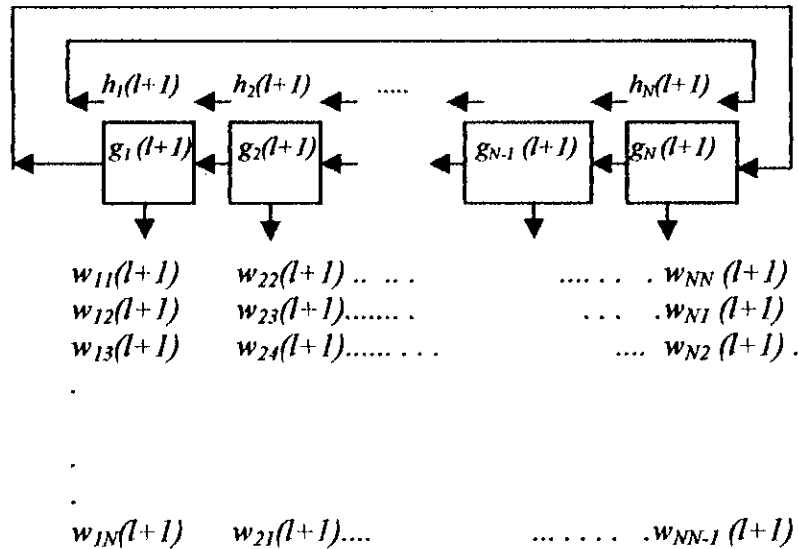 h1(l+1) h2(l+1) ..... hN(l+1)
g1(l+1) g2(l+1) gN-1(l+1) gN(l+1)
w11(l+1) w22(l+1) .. ... .... . . . wNN (l+1)
w12(l+1) w23(l+1)....... . . . . .wN1 (l+1)
w13(l+1) w24(l+1)...... . . . .... wN2 (l+1) .
.
.
.
w1N(l+1) w21(l+1).... ... . . . . .wNN-1 (l+1)